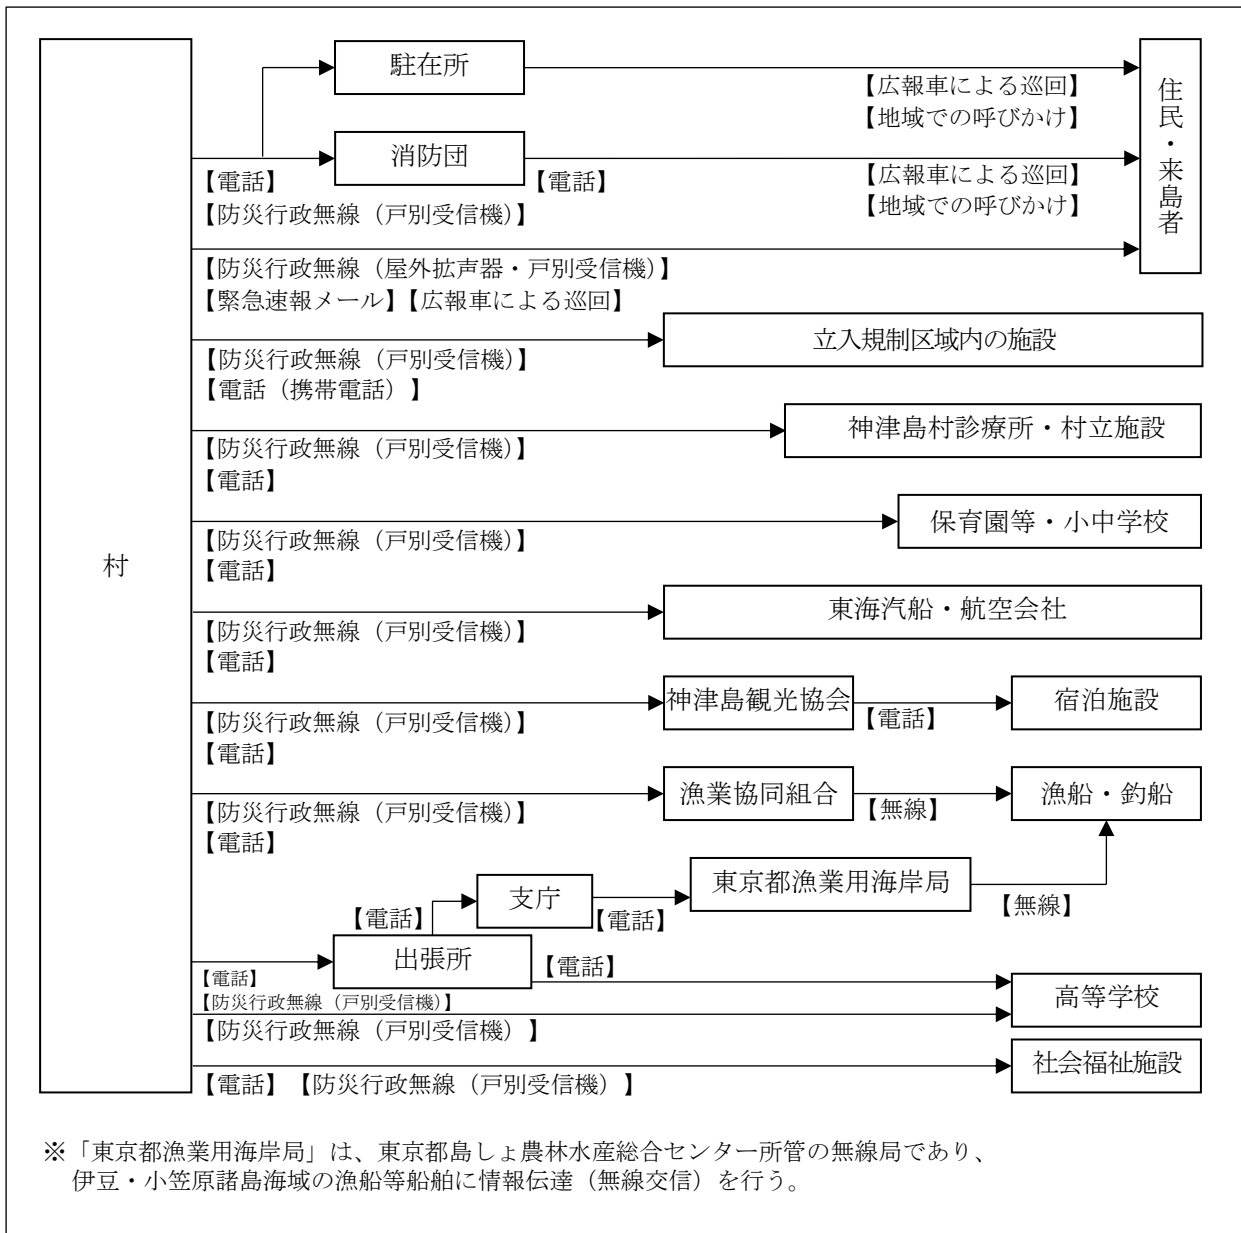 村
駐在所
【広報車による巡回】
【地域での呼びかけ】
住民・来島者
消防団
【電話】
【防災行政無線（戸別受信機）】
【電話】
【広報車による巡回】
【地域での呼びかけ】
【防災行政無線（屋外拡声器・戸別受信機）】
【緊急速報メール】【広報車による巡回】
立入規制区域内の施設
【防災行政無線（戸別受信機）】
【電話（携帯電話）】
神津島村診療所・村立施設
【防災行政無線（戸別受信機）】
【電話】
保育園等・小中学校
【防災行政無線（戸別受信機）】
【電話】
東海汽船・航空会社
【防災行政無線（戸別受信機）】
【電話】
神津島観光協会
【電話】
宿泊施設
【防災行政無線（戸別受信機）】
【電話】
漁業協同組合
【無線】
漁船・釣船
【防災行政無線（戸別受信機）】
【電話】
【電話】
支庁
【電話】
東京都漁業用海岸局
【無線】
出張所
【電話】
【電話】
【防災行政無線（戸別受信機）】
高等学校
【防災行政無線（戸別受信機）】
社会福祉施設
【電話】【防災行政無線（戸別受信機）】
※「東京都漁業用海岸局」は、東京都島しょ農林水産総合センター所管の無線局であり、
伊豆・小笠原諸島海域の漁船等船舶に情報伝達（無線交信）を行う。